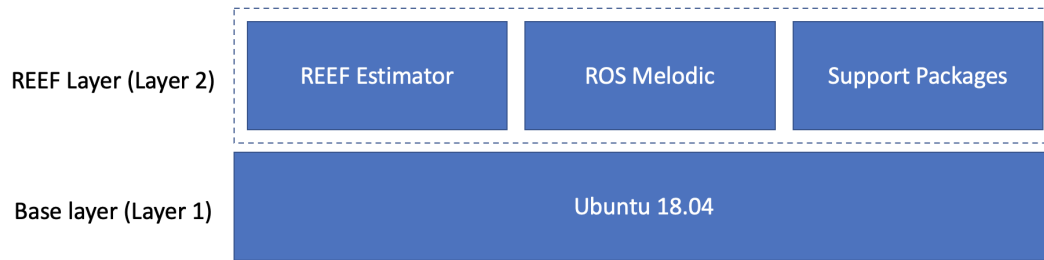 REEF Layer (Layer 2)
REEF Estimator
ROS Melodic
Support Packages
Base layer (Layer 1)
Ubuntu 18.04